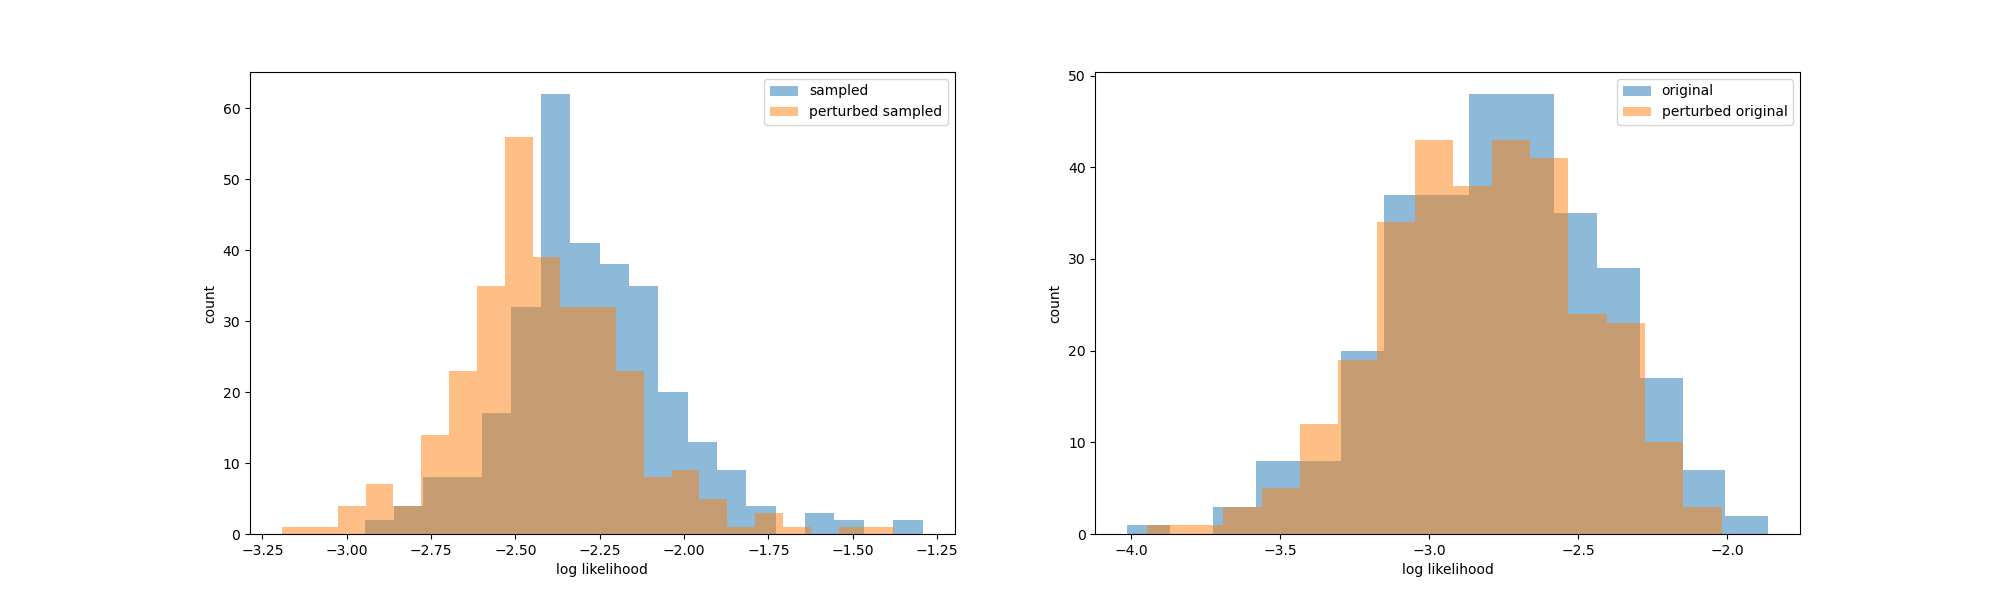 sampled
perturbed sampled
60
50
40
30
20
10
0
count
−3.25 −3.00 −2.75 −2.50 −2.25 −2.00 −1.75 −1.50 −1.25
log likelihood
original
perturbed original
50
40
30
20
10
0
count
−4.0 −3.5 −3.0 −2.5 −2.0
log likelihood